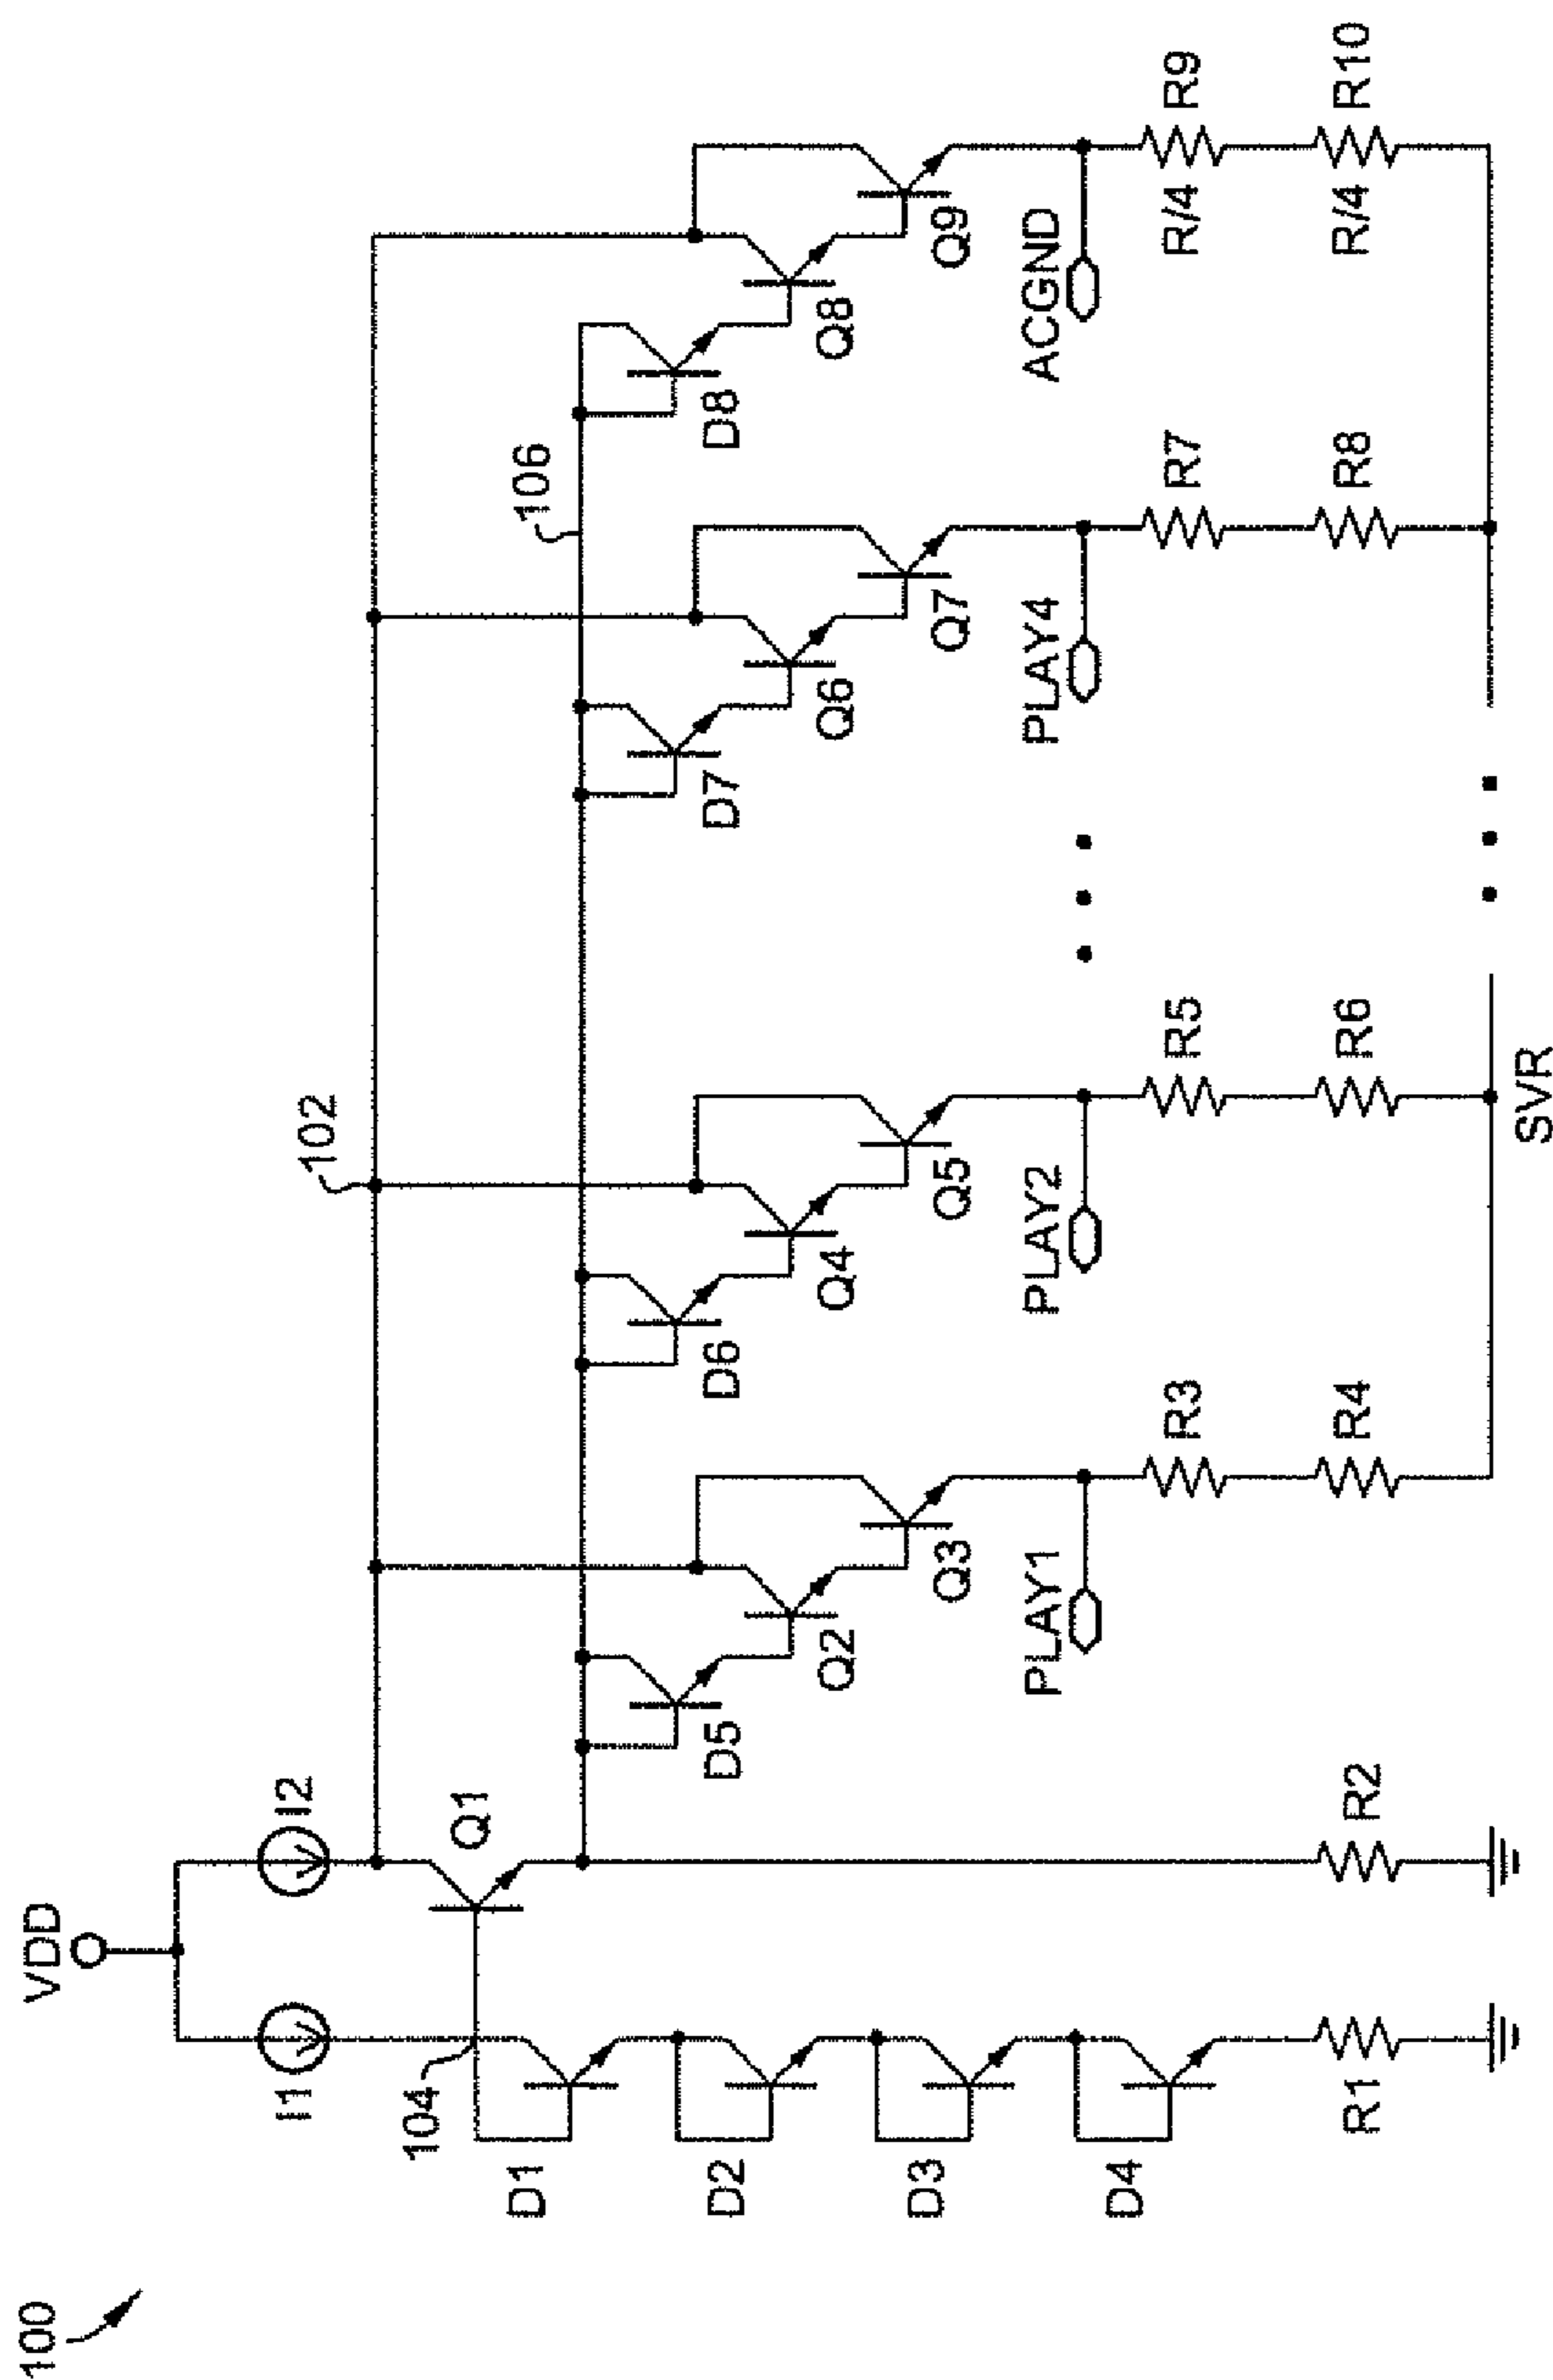 100
VDD
I1
I2
102
104
Q1
106
D1
D2
D3
D4
D5
Q2
Q3
D6
Q4
Q5
D7
Q6
Q7
D8
Q8
Q9
PLAY1
PLAY2
PLAY4
ACGND
R1
R2
R3
R4
R5
R6
R7
R8
R/4 R9
R/4 R10
SVR